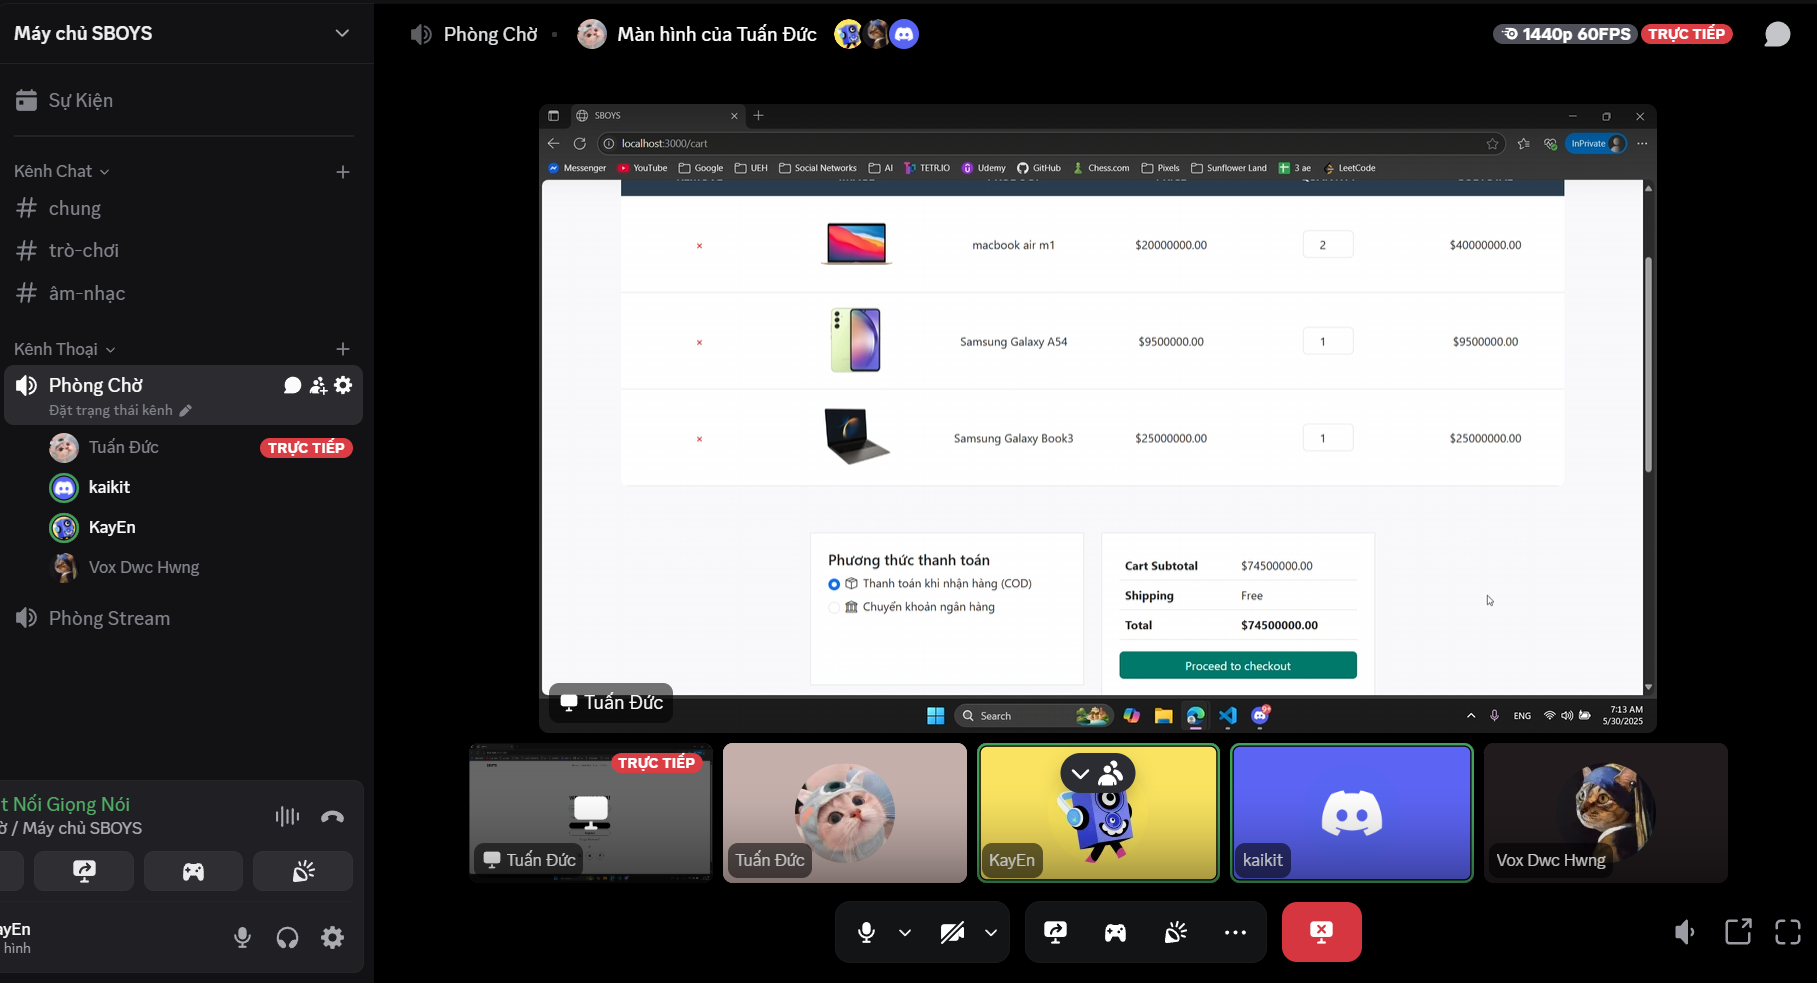 Máy chủ SBOYS
Sự Kiện
Kênh Chat
chung
trò-chơi
âm-nhạc
Kênh Thoại
Phòng Chờ
Đặt trạng thái kênh
Tuấn Đức TRỰC TIẾP
kaikit
KayEn
Vox Dwc Hwng
Phòng Stream
t Nối Giọng Nói
ờ / Máy chủ SBOYS
ayEn
hình
Phòng Chờ Màn hình của Tuấn Đức 1440p 60FPS TRỰC TIẾP
SBOYS
localhost:3000/cart InPrivate
Messenger YouTube Google UEH Social Networks AI TETR.IO Udemy GitHub Chess.com Pixels Sunflower Land 3 ae LeetCode
× macbook air m1 $20000000.00 2 $40000000.00
× Samsung Galaxy A54 $9500000.00 1 $9500000.00
× Samsung Galaxy Book3 $25000000.00 1 $25000000.00
Phương thức thanh toán
Thanh toán khi nhận hàng (COD)
Chuyển khoản ngân hàng
Cart Subtotal $74500000.00
Shipping Free
Total $74500000.00
Proceed to checkout
Tuấn Đức
Search ENG 7:13 AM
5/30/2025
TRỰC TIẾP
Tuấn Đức
Tuấn Đức
KayEn
kaikit
Vox Dwc Hwng